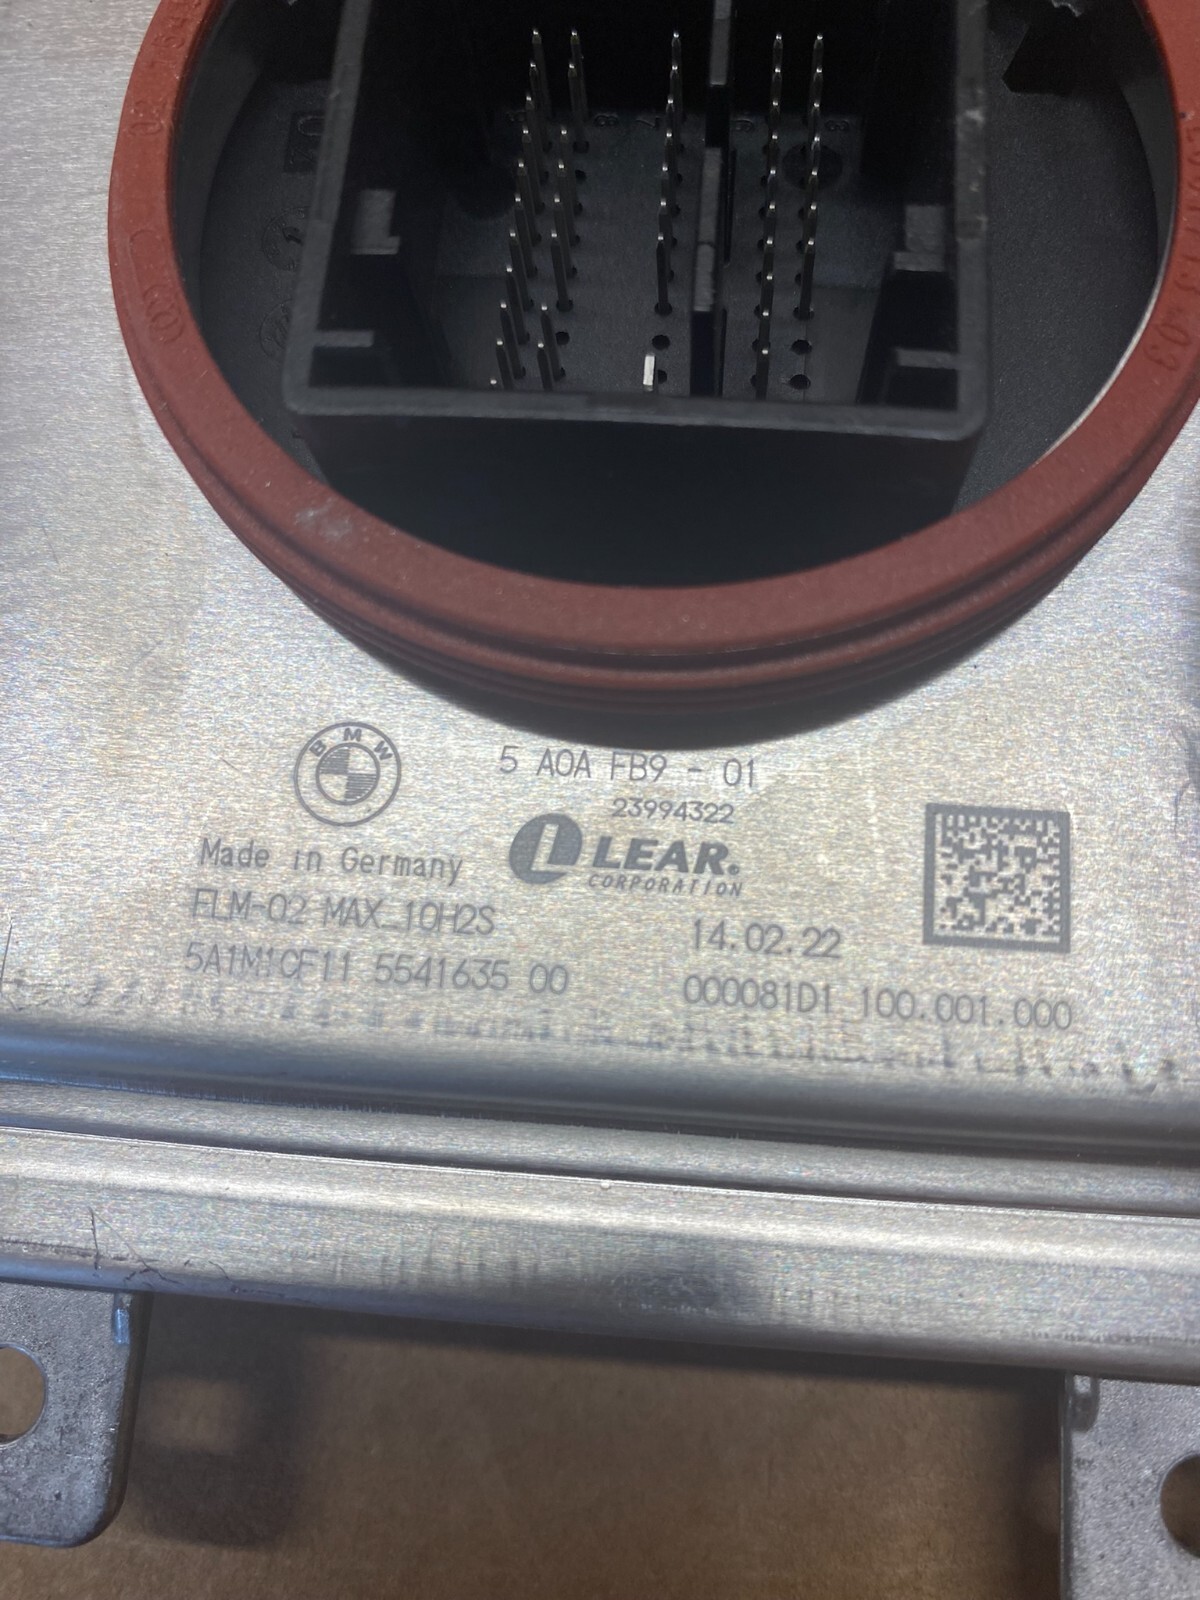 BMW
5 A0A FB9 - 01
23994322
LEAR.
CORPORATION
Made in Germany
FLM-02 MAX_10H2S
14.02.22
5A1M1CF11 5541635 00
000081D1 100.001.000